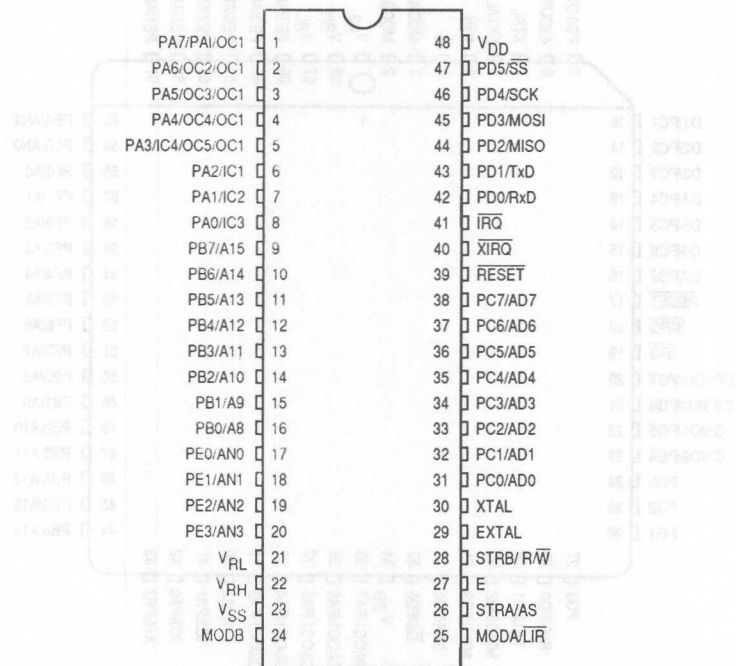 PA7/PAI/OC1 1 48 VDD
PA6/OC2/OC1 2 47 PD5/S̅S̅
PA5/OC3/OC1 3 46 PD4/SCK
PA4/OC4/OC1 4 45 PD3/MOSI
PA3/IC4/OC5/OC1 5 44 PD2/MISO
PA2/IC1 6 43 PD1/TxD
PA1/IC2 7 42 PD0/RxD
PA0/IC3 8 41 I̅R̅Q̅
PB7/A15 9 40 X̅I̅R̅Q̅
PB6/A14 10 39 R̅E̅S̅E̅T̅
PB5/A13 11 38 PC7/AD7
PB4/A12 12 37 PC6/AD6
PB3/A11 13 36 PC5/AD5
PB2/A10 14 35 PC4/AD4
PB1/A9 15 34 PC3/AD3
PB0/A8 16 33 PC2/AD2
PE0/AN0 17 32 PC1/AD1
PE1/AN1 18 31 PC0/AD0
PE2/AN2 19 30 XTAL
PE3/AN3 20 29 EXTAL
VRL 21 28 STRB/R/W̅
VRH 22 27 E
VSS 23 26 STRA/AS
MODB 24 25 MODA/L̅I̅R̅